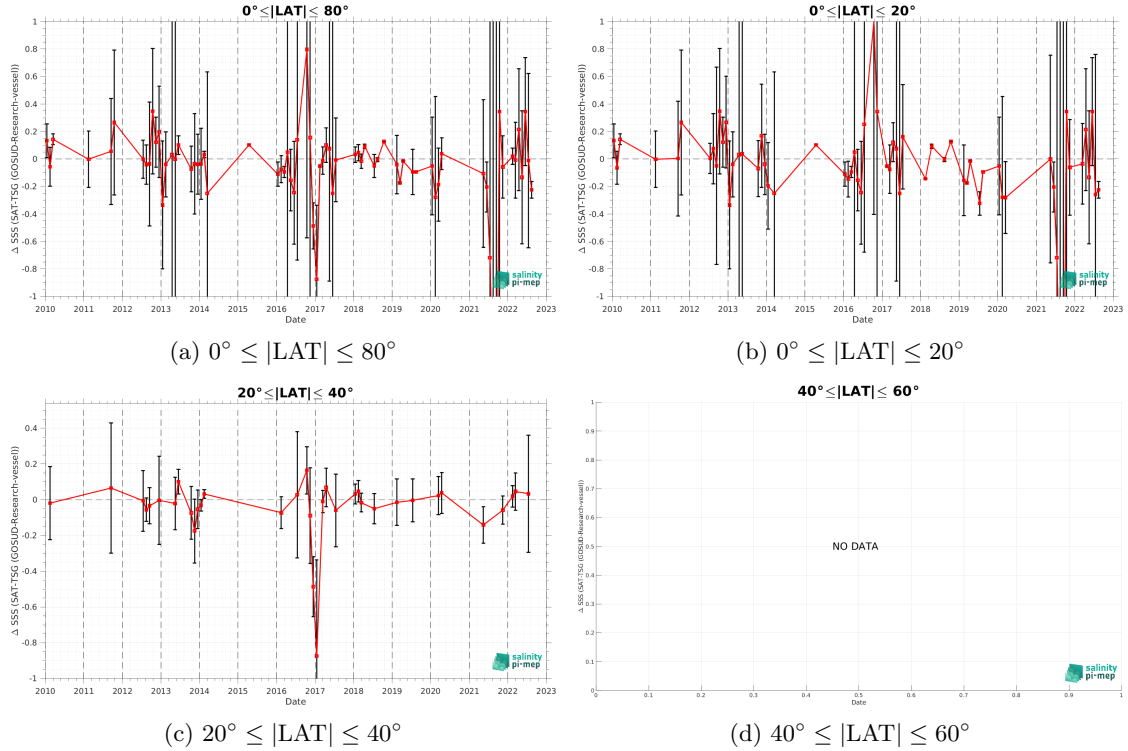 0°≤|LAT|≤ 80°
Δ SSS (SAT-TSG (GOSUD-Research-vessel))
1
0.8
0.6
0.4
0.2
0
-0.2
-0.4
-0.6
-0.8
-1
2010 2011 2012 2013 2014 2015 2016 2017 2018 2019 2020 2021 2022 2023
Date
salinity
pi-mep
(a) 0° ≤ |LAT| ≤ 80°
0°≤|LAT|≤ 20°
Δ SSS (SAT-TSG (GOSUD-Research-vessel))
1
0.8
0.6
0.4
0.2
0
-0.2
-0.4
-0.6
-0.8
-1
2010 2011 2012 2013 2014 2015 2016 2017 2018 2019 2020 2021 2022 2023
Date
salinity
pi-mep
(b) 0° ≤ |LAT| ≤ 20°
20°≤|LAT|≤ 40°
Δ SSS (SAT-TSG (GOSUD-Research-vessel))
0.4
0.2
0
-0.2
-0.4
-0.6
-0.8
-1
2010 2011 2012 2013 2014 2015 2016 2017 2018 2019 2020 2021 2022 2023
Date
salinity
pi-mep
(c) 20° ≤ |LAT| ≤ 40°
40°≤|LAT|≤ 60°
Δ SSS (SAT-TSG (GOSUD-Research-vessel))
1
0.9
0.8
0.7
0.6
0.5
0.4
0.3
0.2
0.1
0
NO DATA
0 0.1 0.2 0.3 0.4 0.5 0.6 0.7 0.8 0.9 1
Date
salinity
pi-mep
(d) 40° ≤ |LAT| ≤ 60°